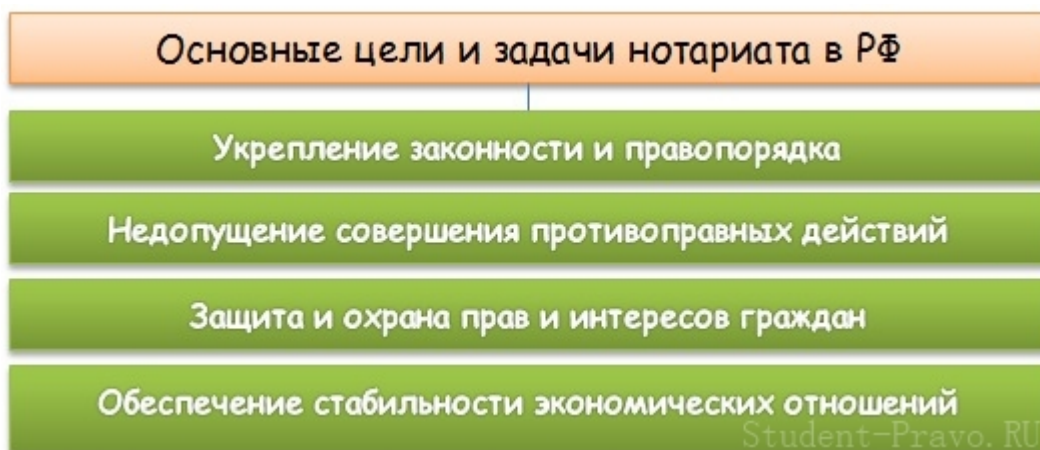 Основные цели и задачи нотариата в РФ
Укрепление законности и правопорядка
Недопущение совершения противоправных действий
Защита и охрана прав и интересов граждан
Обеспечение стабильности экономических отношений
Student-Pravo.RU